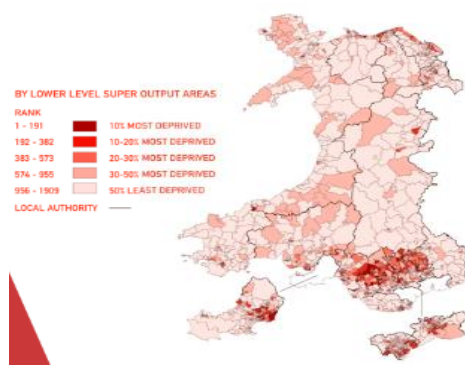 BY LOWER LEVEL SUPER OUTPUT AREAS
RANK
1 - 191 10% MOST DEPRIVED
192 - 382 10-20% MOST DEPRIVED
383 - 573 20-30% MOST DEPRIVED
574 - 955 30-50% MOST DEPRIVED
956 - 1909 50% LEAST DEPRIVED
LOCAL AUTHORITY